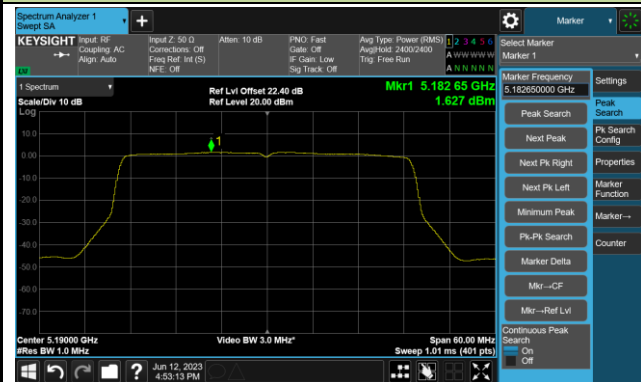 Spectrum Analyzer 1
Swept SA
Marker
KEYSIGHT
Input: RF
Coupling: AC
Align: Auto
Input Z: 50 Ω
Corrections: Off
Freq Ref: Int (S)
NFE: Off
Atten: 10 dB
PNO: Fast
Gate: Off
IF Gain: Low
Sig Track: Off
Avg Type: Power (RMS)
Avg|Hold: 2400/2400
Trig: Free Run
1 2 3 4 5 6
A W W W W W
A N N N N N
LXI
Select Marker
Marker 1
1 Spectrum
Scale/Div 10 dB
Ref Lvl Offset 22.40 dB
Ref Level 20.00 dBm
Mkr1 5.182 65 GHz
1.627 dBm
Log
10.0
0.00
-10.0
-20.0
-30.0
-40.0
-50.0
-60.0
-70.0
1
Center 5.19000 GHz
#Res BW 1.0 MHz
Video BW 3.0 MHz*
Span 60.00 MHz
Sweep 1.01 ms (401 pts)
Marker Frequency
5.182650000 GHz
Peak Search
Next Peak
Next Pk Right
Next Pk Left
Minimum Peak
Pk-Pk Search
Marker Delta
Mkr→CF
Mkr→Ref Lvl
Continuous Peak
Search
On
Off
Settings
Peak
Search
Pk Search
Config
Properties
Marker
Function
Marker→
Counter
Jun 12, 2023
4:53:13 PM